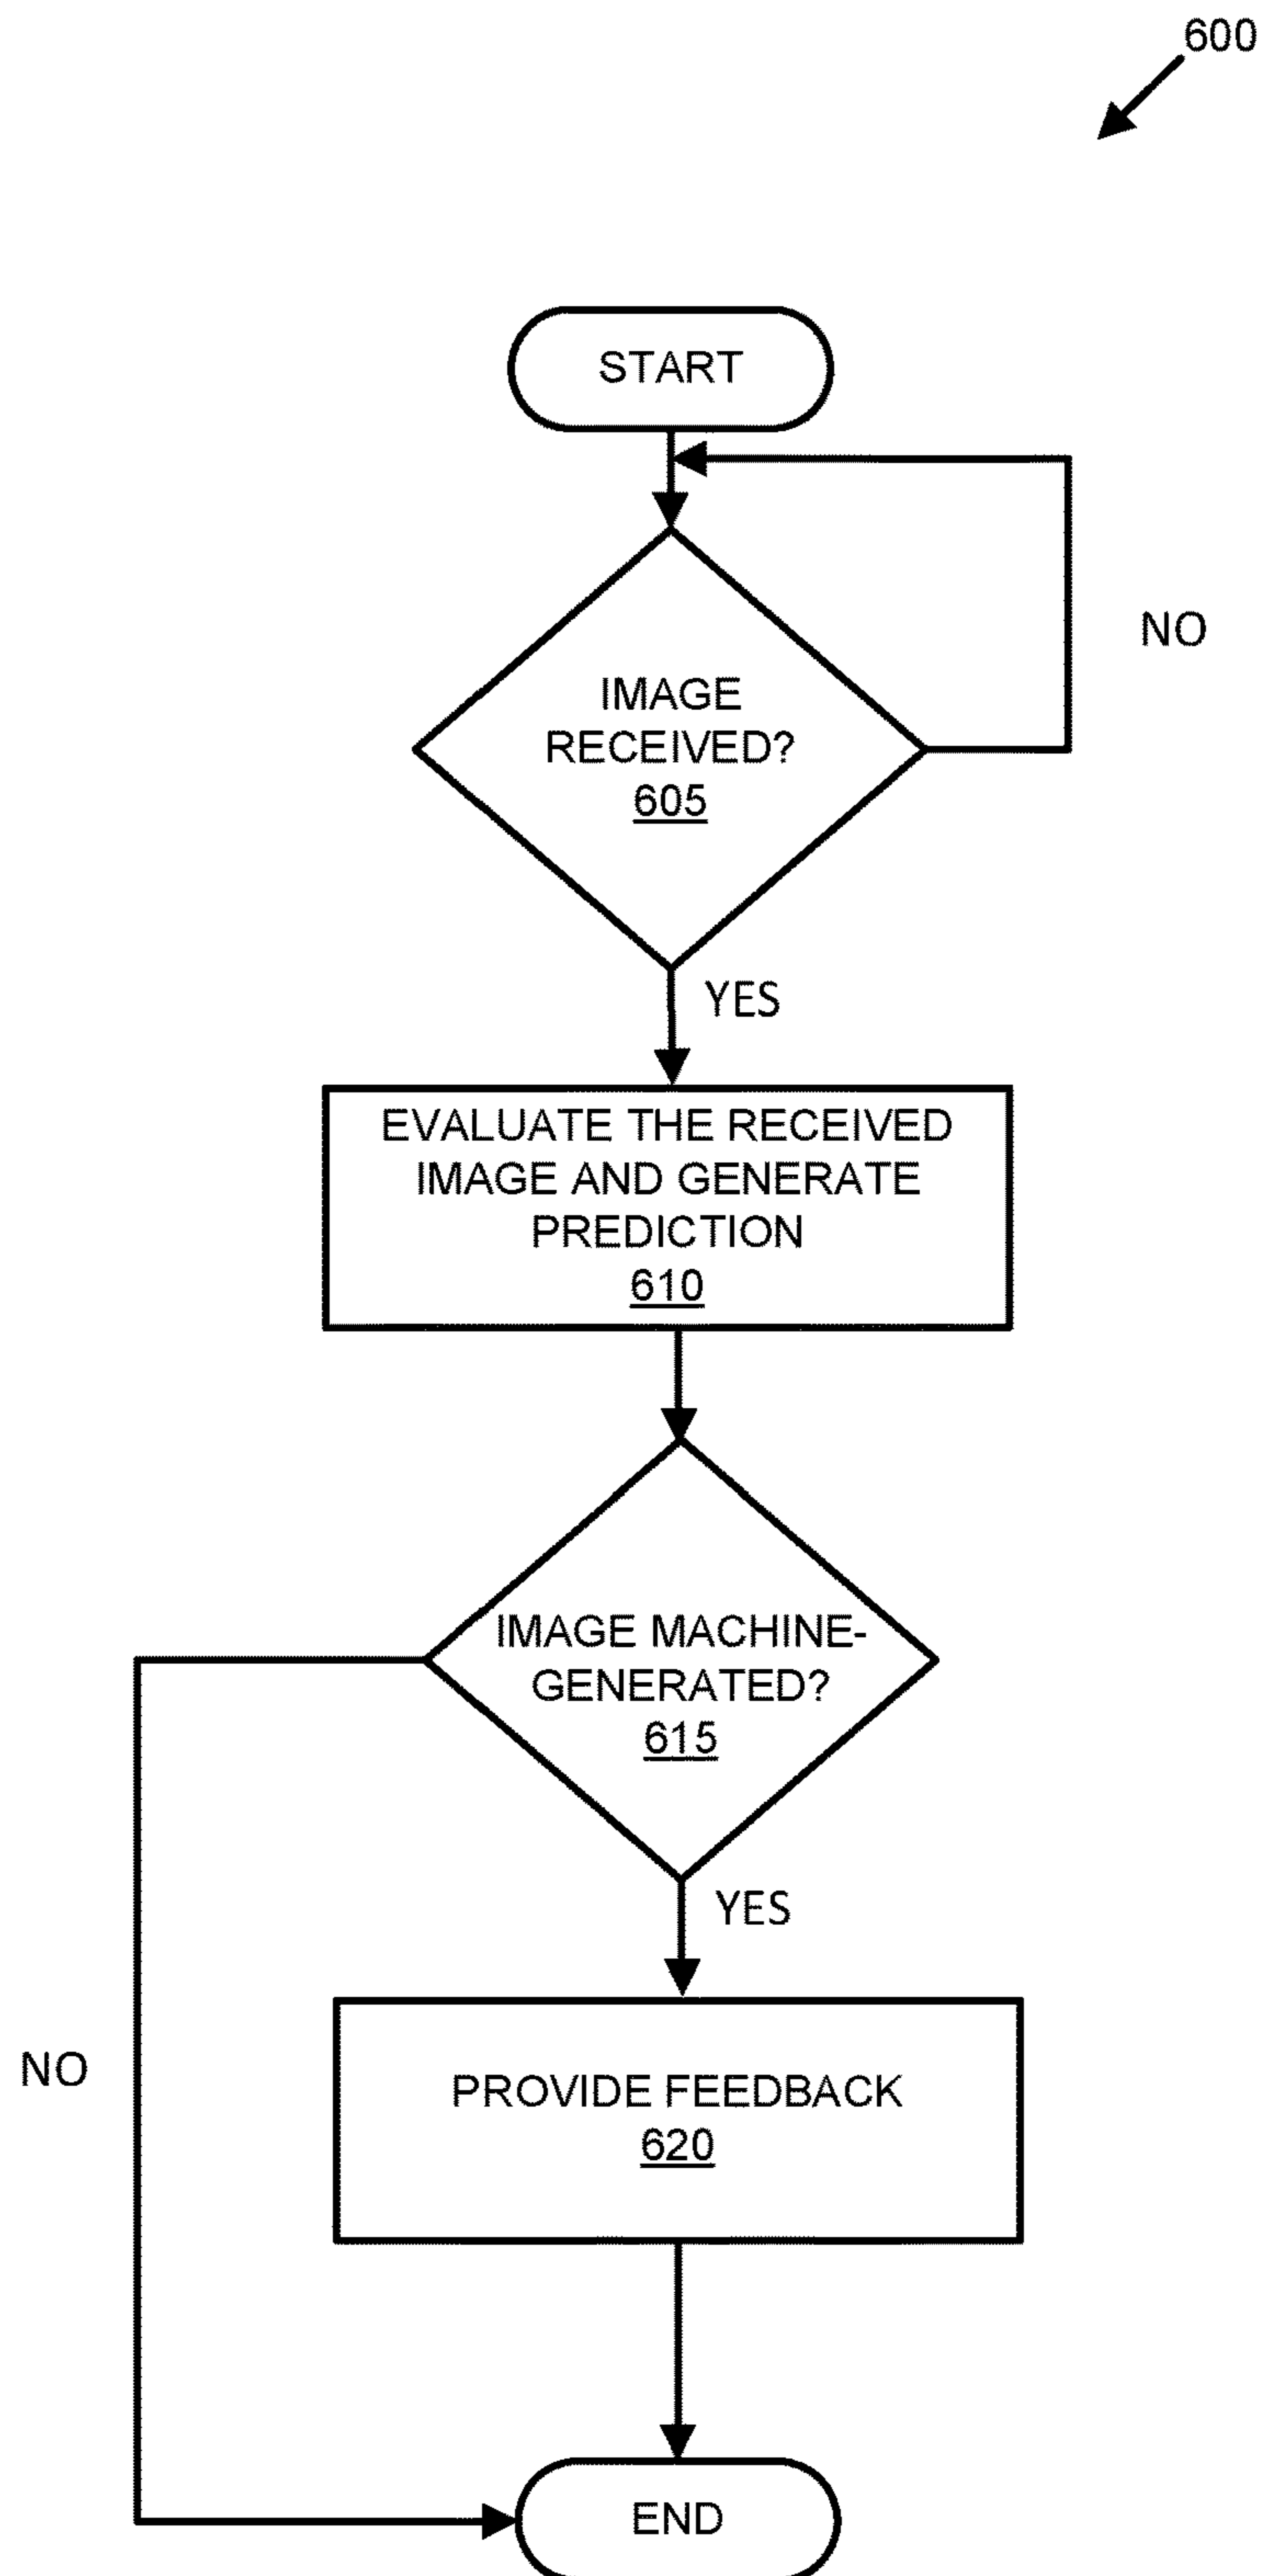 600
START
IMAGE
RECEIVED?
605
NO
YES
EVALUATE THE RECEIVED
IMAGE AND GENERATE
PREDICTION
610
IMAGE MACHINE-
GENERATED?
615
YES
NO
PROVIDE FEEDBACK
620
END